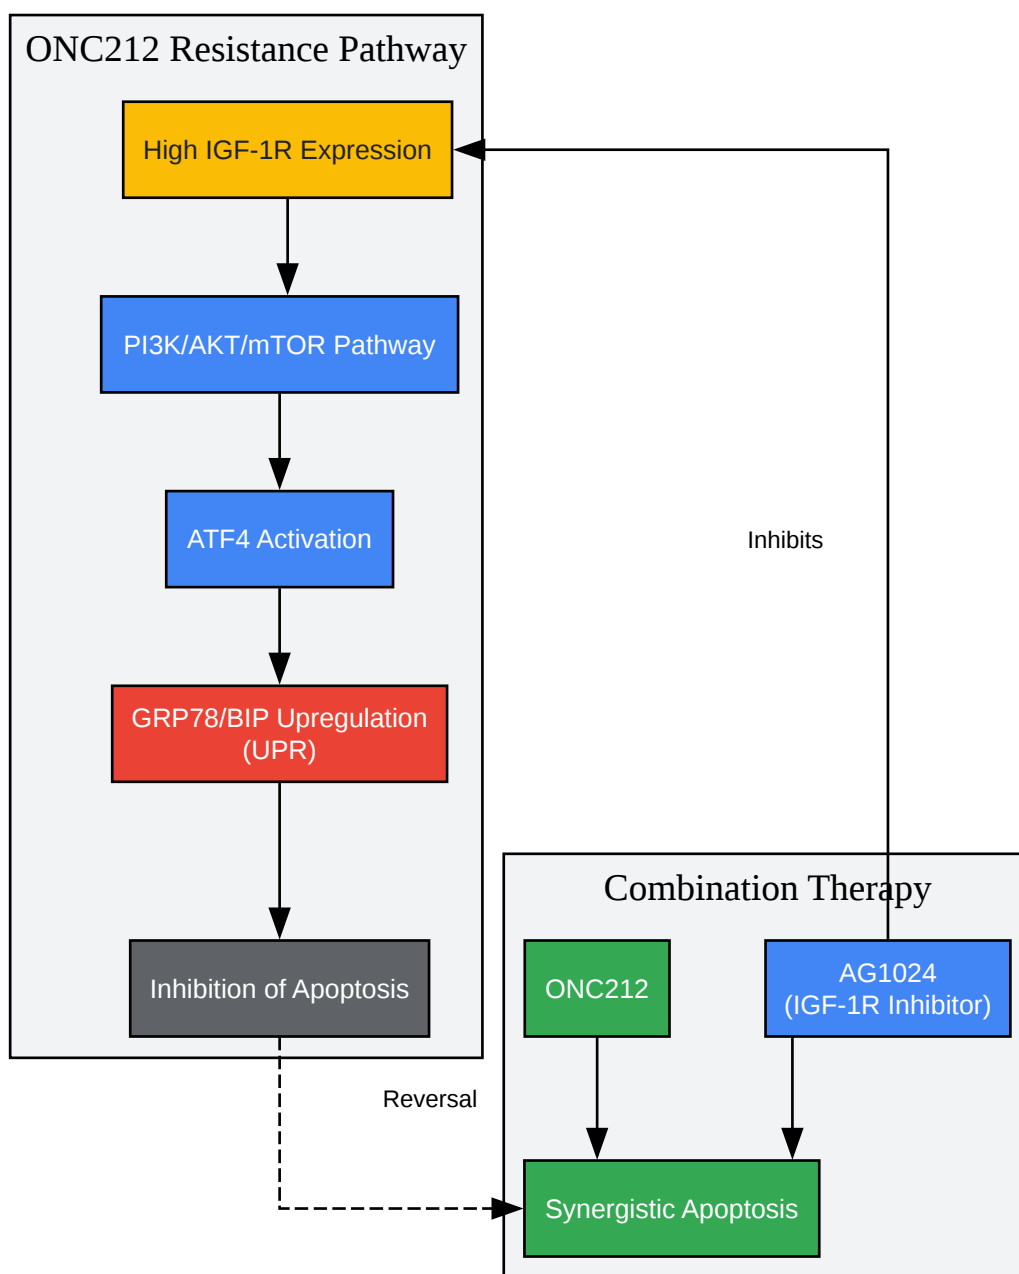 ONC212 Resistance Pathway
High IGF-1R Expression
PI3K/AKT/mTOR Pathway
ATF4 Activation
Inhibits
GRP78/BIP Upregulation
(UPR)
Combination Therapy
Inhibition of Apoptosis
ONC212
AG1024
(IGF-1R Inhibitor)
Reversal
Synergistic Apoptosis